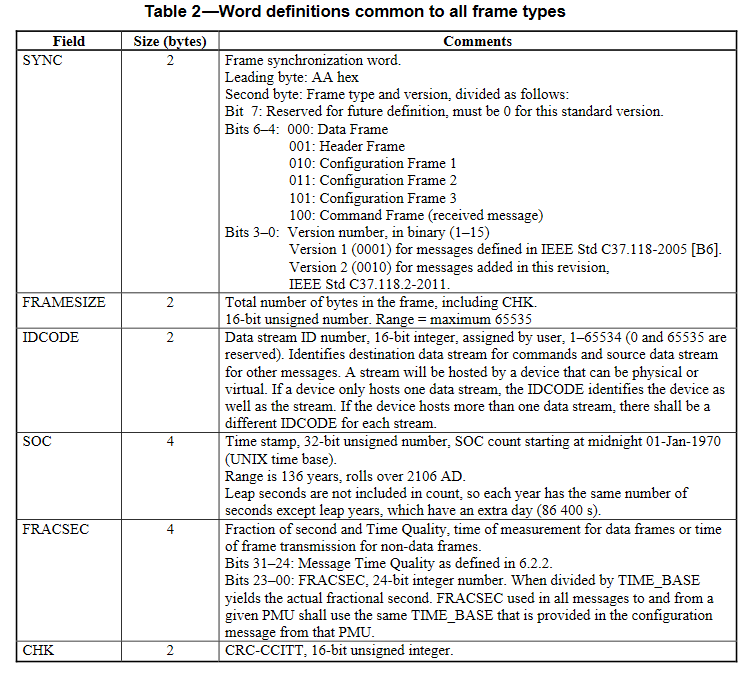 Table 2—Word definitions common to all frame types
Field Size (bytes) Comments
SYNC 2 Frame synchronization word.
Leading byte: AA hex
Second byte: Frame type and version, divided as follows:
Bit 7: Reserved for future definition, must be 0 for this standard version.
Bits 6–4: 000: Data Frame
001: Header Frame
010: Configuration Frame 1
011: Configuration Frame 2
101: Configuration Frame 3
100: Command Frame (received message)
Bits 3–0: Version number, in binary (1–15)
Version 1 (0001) for messages defined in IEEE Std C37.118-2005 [B6].
Version 2 (0010) for messages added in this revision,
IEEE Std C37.118.2-2011.
FRAMESIZE 2 Total number of bytes in the frame, including CHK.
16-bit unsigned number. Range = maximum 65535
IDCODE 2 Data stream ID number, 16-bit integer, assigned by user, 1–65534 (0 and 65535 are
reserved). Identifies destination data stream for commands and source data stream
for other messages. A stream will be hosted by a device that can be physical or
virtual. If a device only hosts one data stream, the IDCODE identifies the device as
well as the stream. If the device hosts more than one data stream, there shall be a
different IDCODE for each stream.
SOC 4 Time stamp, 32-bit unsigned number, SOC count starting at midnight 01-Jan-1970
(UNIX time base).
Range is 136 years, rolls over 2106 AD.
Leap seconds are not included in count, so each year has the same number of
seconds except leap years, which have an extra day (86 400 s).
FRACSEC 4 Fraction of second and Time Quality, time of measurement for data frames or time
of frame transmission for non-data frames.
Bits 31–24: Message Time Quality as defined in 6.2.2.
Bits 23–00: FRACSEC, 24-bit integer number. When divided by TIME_BASE
yields the actual fractional second. FRACSEC used in all messages to and from a
given PMU shall use the same TIME_BASE that is provided in the configuration
message from that PMU.
CHK 2 CRC-CCITT, 16-bit unsigned integer.